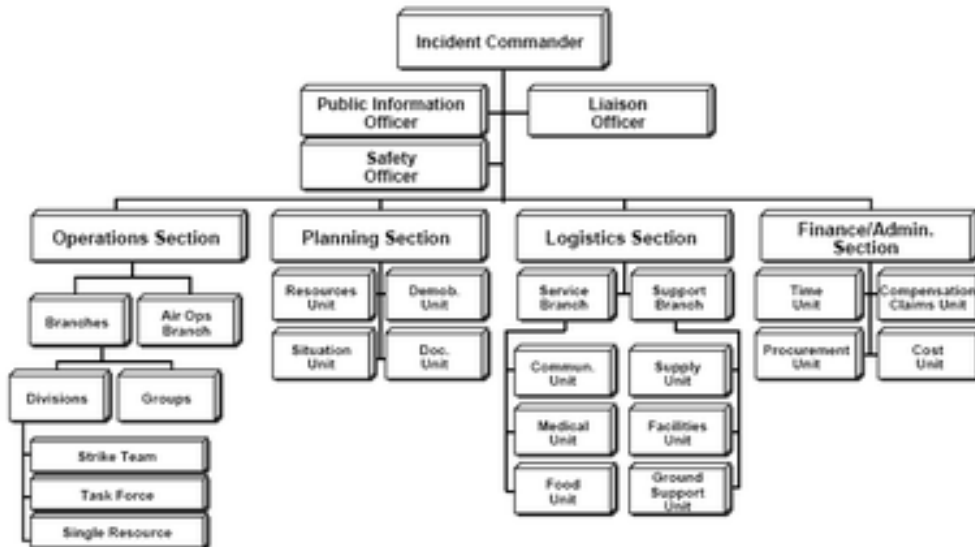 Incident Commander
Public Information
Officer
Liaison
Officer
Safety
Officer
Operations Section
Planning Section
Logistics Section
Finance/Admin.
Section
Branches
Air Ops
Branch
Divisions
Groups
Strike Team
Task Force
Single Resource
Resources
Unit
Demob.
Unit
Situation
Unit
Doc.
Unit
Service
Branch
Support
Branch
Commun.
Unit
Supply
Unit
Medical
Unit
Facilities
Unit
Food
Unit
Ground
Support
Unit
Time
Unit
Compensation
Claims Unit
Procurement
Unit
Cost
Unit